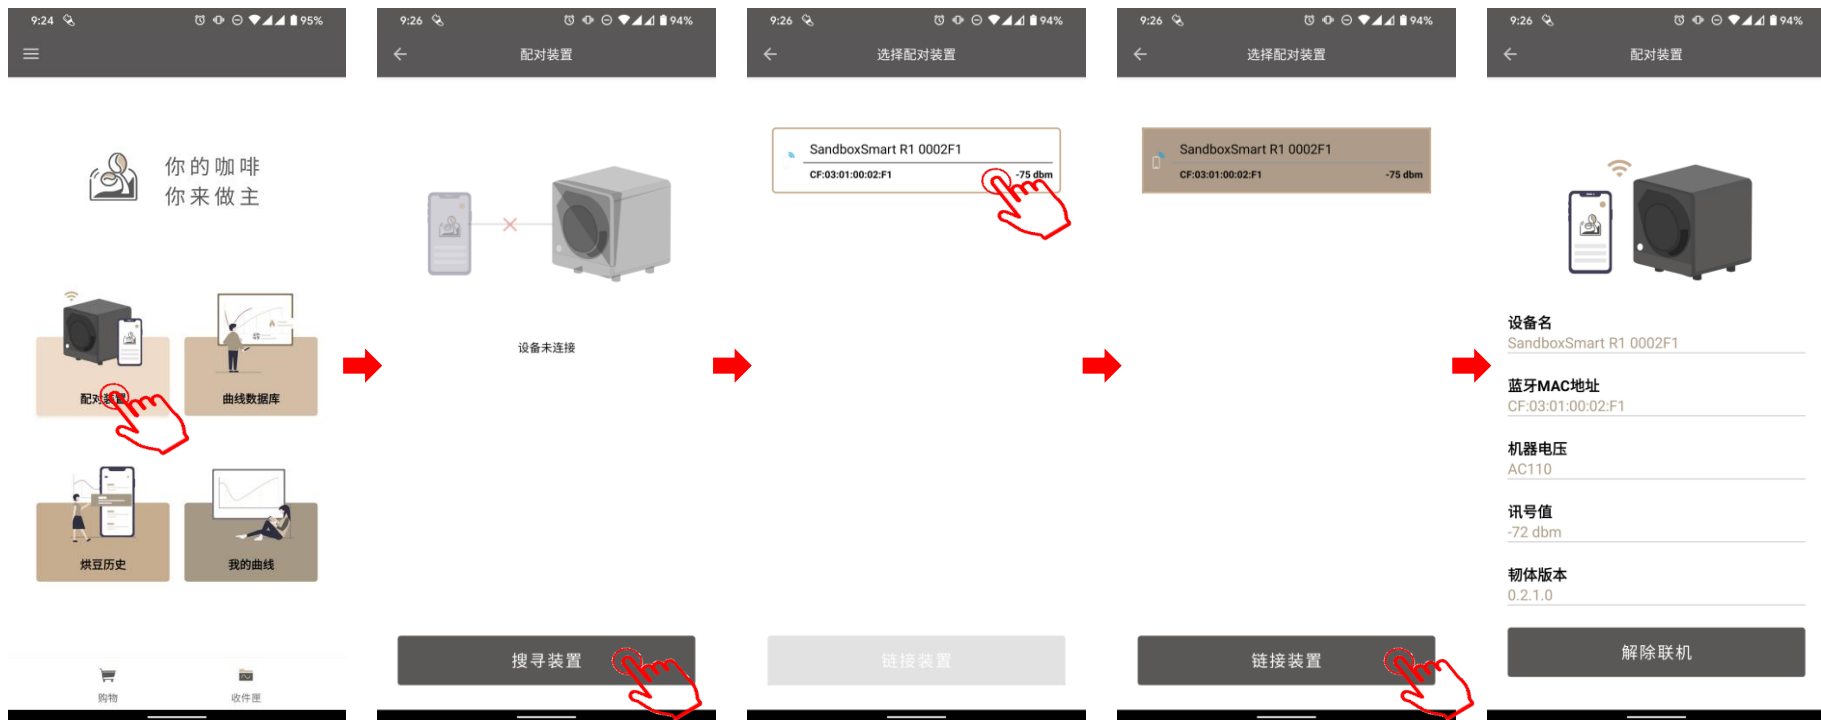 9:24
95%
你的咖啡
你来做主
配对装置
曲线数据库
烘豆历史
我的曲线
购物
收件匣
9:26
94%
配对装置
设备未连接
搜寻装置
9:26
94%
选择配对装置
SandboxSmart R1 0002F1
CF:03:01:00:02:F1
-75 dbm
链接装置
9:26
94%
选择配对装置
SandboxSmart R1 0002F1
CF:03:01:00:02:F1
-75 dbm
链接装置
9:26
94%
配对装置
设备名
SandboxSmart R1 0002F1
蓝牙MAC地址
CF:03:01:00:02:F1
机器电压
AC110
讯号值
-72 dbm
韧体版本
0.2.1.0
解除联机